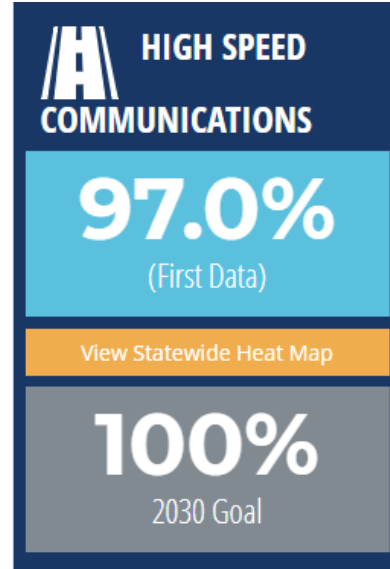 HIGH SPEED
COMMUNICATIONS
97.0%
(First Data)
View Statewide Heat Map
100%
2030 Goal